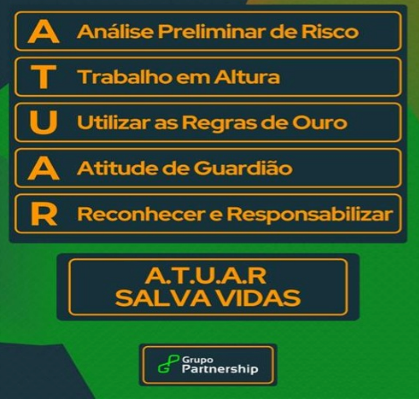 A Análise Preliminar de Risco
T Trabalho em Altura
U Utilizar as Regras de Ouro
A Atitude de Guardião
R Reconhecer e Responsabilizar
A.T.U.A.R
SALVA VIDAS
Grupo
Partnership